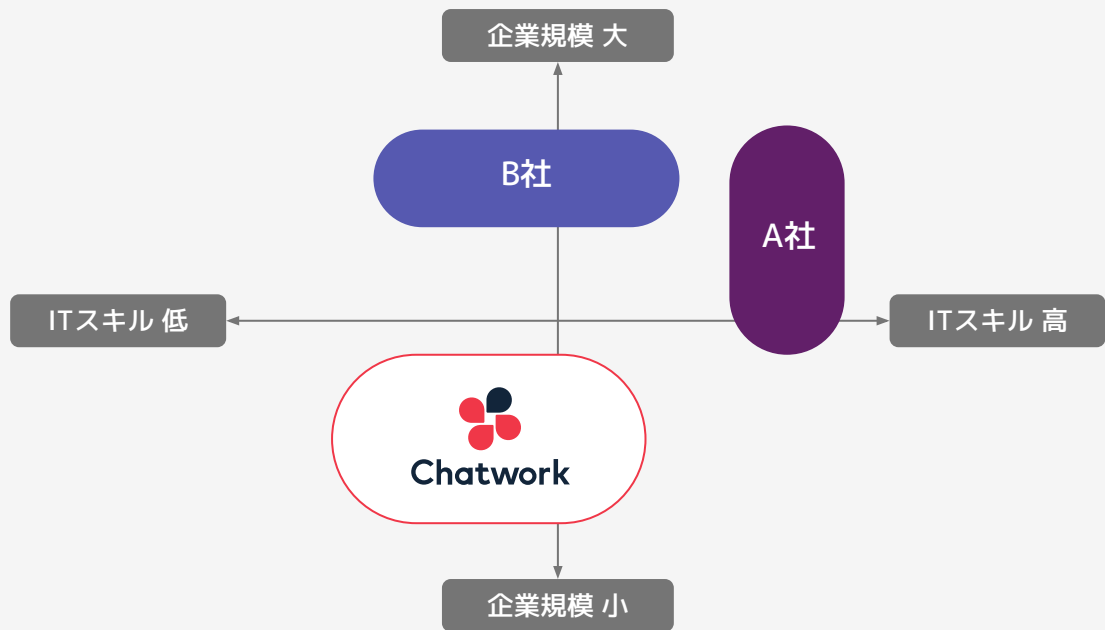 企業規模 大
B社
A社
ITスキル 低
ITスキル 高
Chatwork
企業規模 小